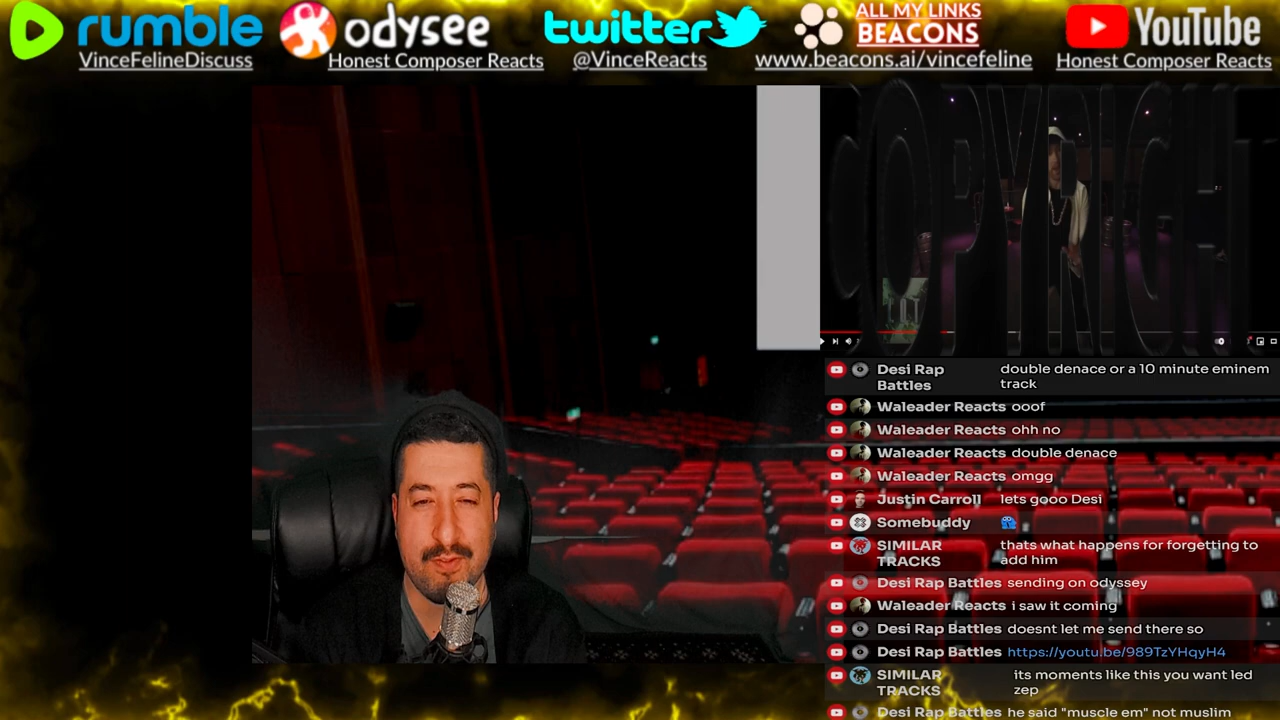 rumble
VinceFelineDiscuss
odysee
Honest Composer Reacts
twitter
@VinceReacts
ALL MY LINKS
BEACONS
www.beacons.ai/vincefeline
YouTube
Honest Composer Reacts
COPYRIGHT
Desi Rap Battles double denace or a 10 minute eminem track
Waleader Reacts ooof
Waleader Reacts ohh no
Waleader Reacts double denace
Waleader Reacts omgg
Justin Carroll lets gooo Desi
Somebuddy
SIMILAR TRACKS thats what happens for forgetting to add him
Desi Rap Battles sending on odyssey
Waleader Reacts i saw it coming
Desi Rap Battles doesnt let me send there so
Desi Rap Battles https://youtu.be/989TzYHqyH4
SIMILAR TRACKS its moments like this you want led zep
Desi Rap Battles he said "muscle em" not muslim